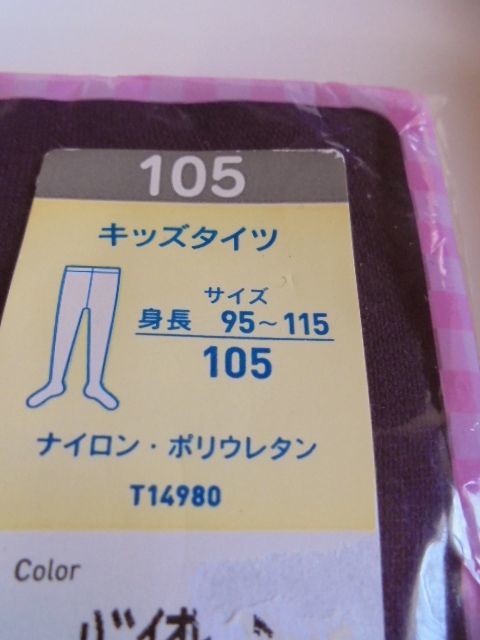 105
キッズタイツ
サイズ
身長 95~115
105
ナイロン・ポリウレタン
T14980
Color